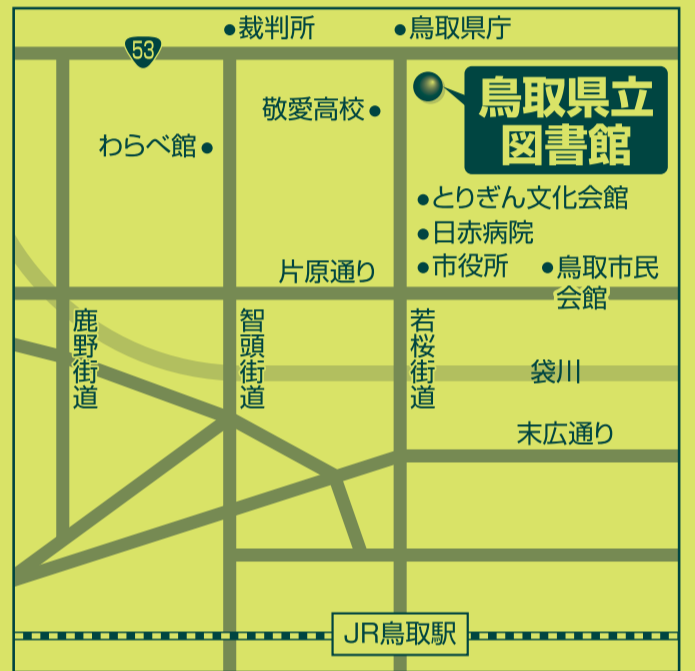 裁判所
鳥取県庁
53
鳥取県立
図書館
敬愛高校
わらべ館
とりぎん文化会館
日赤病院
市役所
鳥取市民
会館
片原通り
鹿野街道
智頭街道
若桜街道
袋川
末広通り
JR鳥取駅